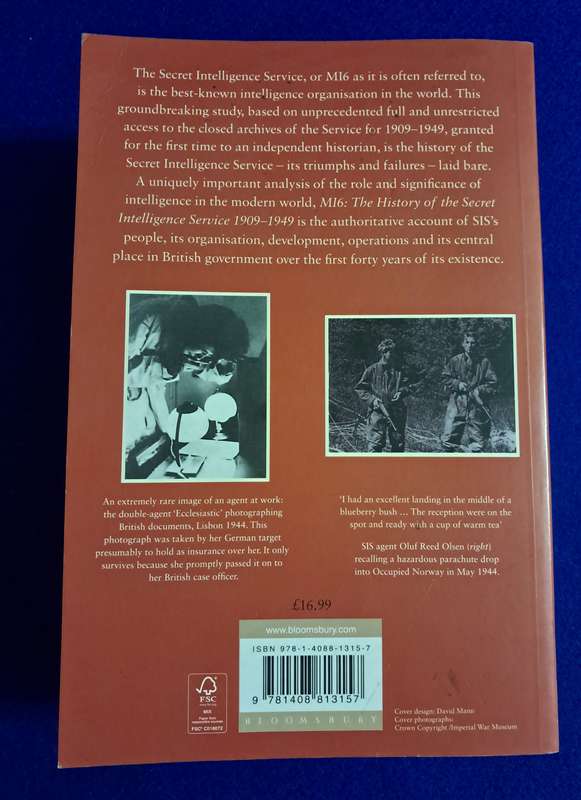 The Secret Intelligence Service, or MI6 as it is often referred to,
is the best-known intelligence organisation in the world. This
groundbreaking study, based on unprecedented full and unrestricted
access to the closed archives of the Service for 1909–1949, granted
for the first time to an independent historian, is the history of the
Secret Intelligence Service – its triumphs and failures – laid bare.
A uniquely important analysis of the role and significance of
intelligence in the modern world, MI6: The History of the Secret
Intelligence Service 1909–1949 is the authoritative account of SIS's
people, its organisation, development, operations and its central
place in British government over the first forty years of its existence.
An extremely rare image of an agent at work:
the double-agent 'Ecclesiastic' photographing
British documents, Lisbon 1944. This
photograph was taken by her German target
presumably to hold as insurance over her. It only
survives because she promptly passed it on to
her British case officer.
'I had an excellent landing in the middle of a
blueberry bush ... The reception were on the
spot and ready with a cup of warm tea'
SIS agent Oluf Reed Olsen (right)
recalling a hazardous parachute drop
into Occupied Norway in May 1944.
£16.99
www.bloomsbury.com
ISBN 978-1-4088-1315-7
9 781408 813157
BLOOMSBURY
FSC
www.fsc.org
MIX
Paper from
responsible sources
FSC® C018072
Cover design: David Mann
Cover photographs:
Crown Copyright /Imperial War Museum